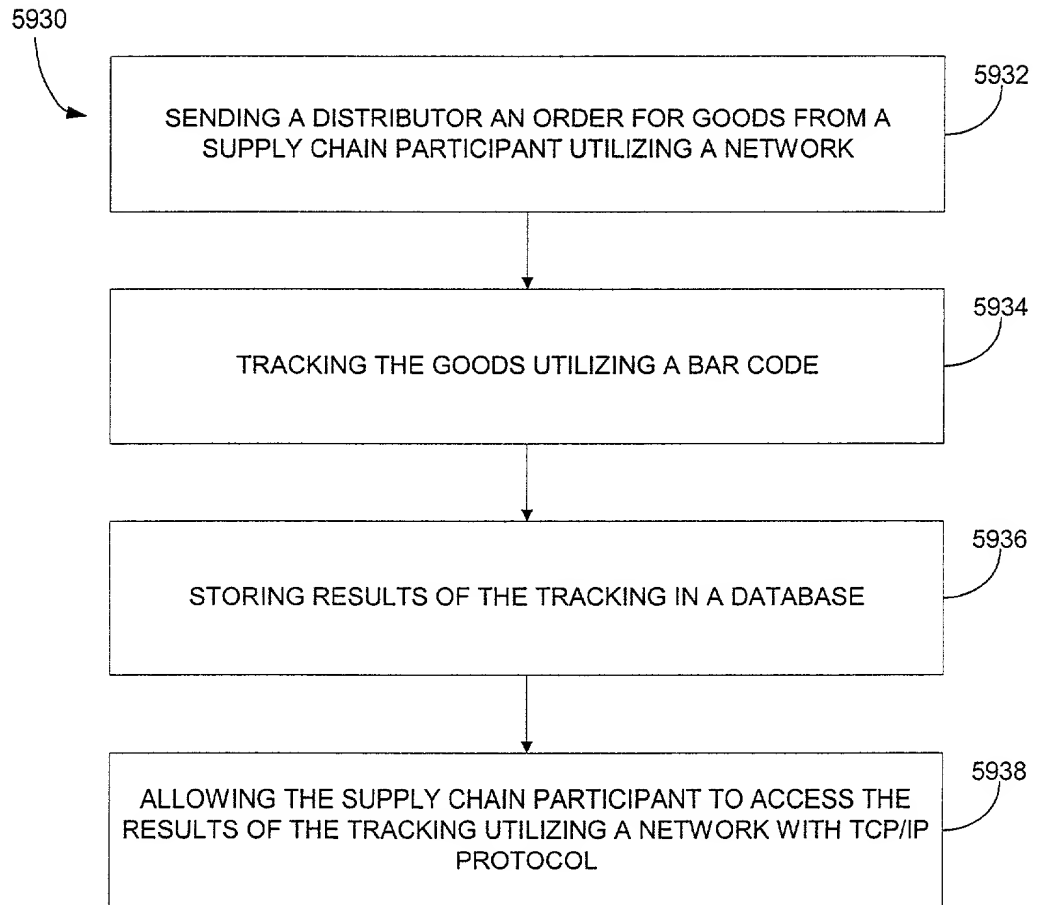 5930
5932
SENDING A DISTRIBUTOR AN ORDER FOR GOODS FROM A
SUPPLY CHAIN PARTICIPANT UTILIZING A NETWORK
5934
TRACKING THE GOODS UTILIZING A BAR CODE
5936
STORING RESULTS OF THE TRACKING IN A DATABASE
5938
ALLOWING THE SUPPLY CHAIN PARTICIPANT TO ACCESS THE
RESULTS OF THE TRACKING UTILIZING A NETWORK WITH TCP/IP
PROTOCOL